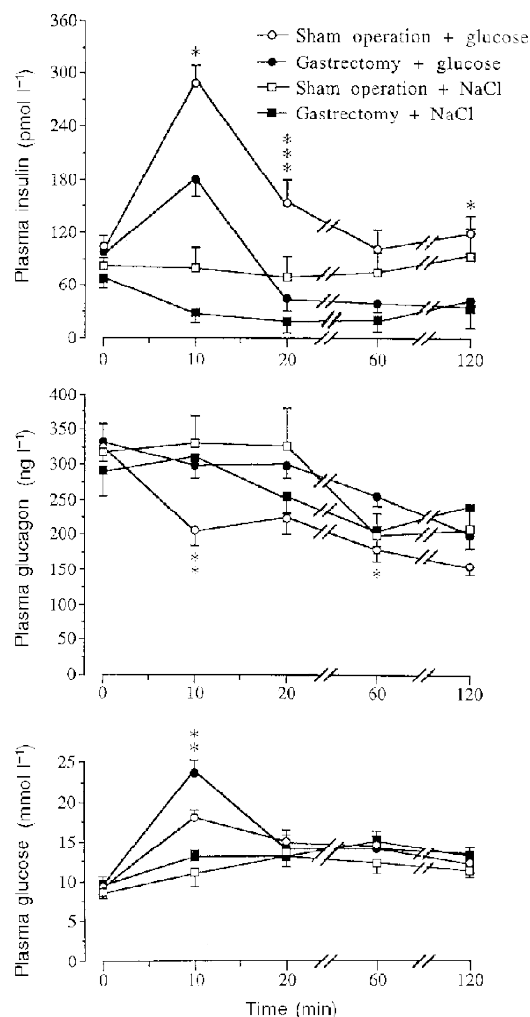 360
300
240
180
120
60
0
Plasma insulin (pmol l⁻¹)
Sham operation + glucose
Gastrectomy + glucose
Sham operation + NaCl
Gastrectomy + NaCl
*
***
*
0 10 20 60 120
400
350
300
250
200
150
100
50
0
Plasma glucagon (ng l⁻¹)
**
*
0 10 20 60 120
25
20
15
10
5
0
Plasma glucose (mmol l⁻¹)
**
0 10 20 60 120
Time (min)